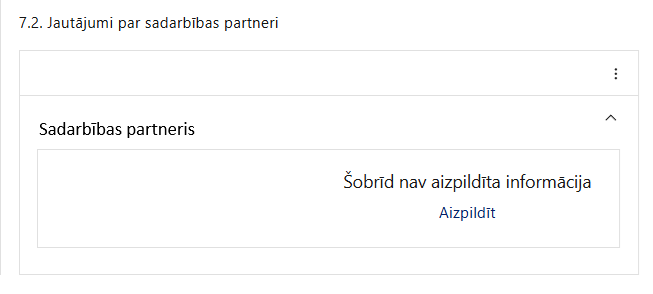 7.2. Jautājumi par sadarbības partneri
Sadarbības partneris
Šobrīd nav aizpildīta informācija
Aizpildīt